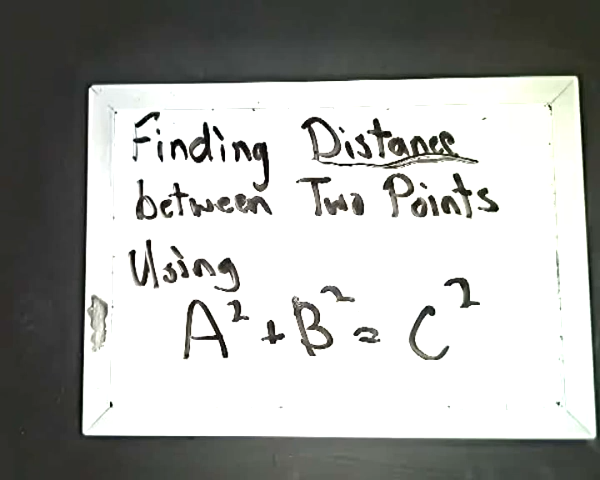 Finding Distance
between Two Points
Using
A² + B² = C²